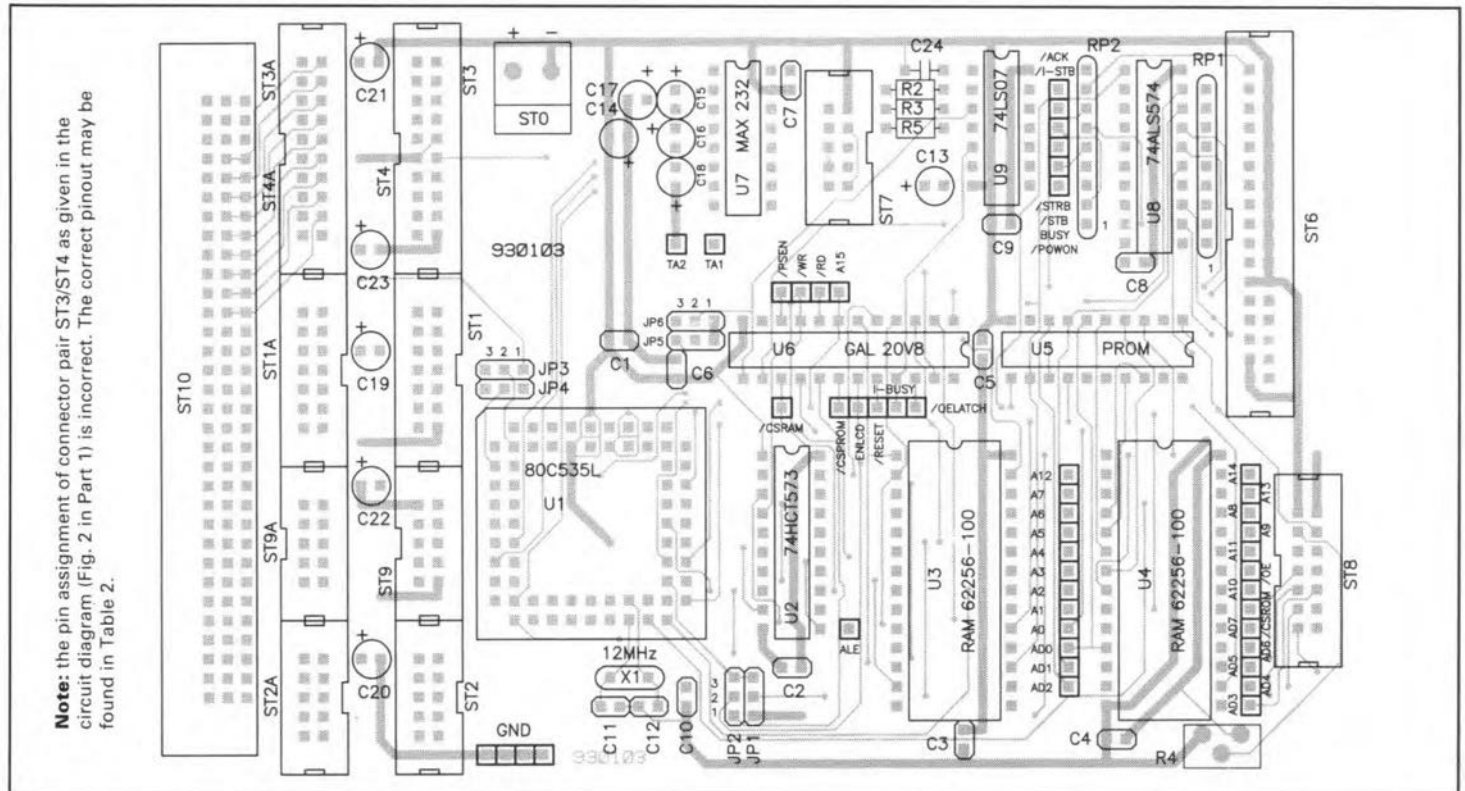 Note: the pin assignment of connector pair ST3/ST4 as given in the
circuit diagram (Fig. 2 in Part 1) is incorrect. The correct pinout may be
found in Table 2.
ST10
ST3A
ST4A
ST1A
ST9A
ST2A
+
C21
+
C23
+
C19
+
C22
+
C20
ST3
ST4
ST1
ST9
ST2
+ -
ST0
930103
C17
C14
+
+
+
+
+
C15
C16
C18
U7 MAX 232
C7
ST7
TA2
TA1
C24
R2
R3
R5
C13
+
74LS07
U9
C9
/ACK
/I-STB
RP2
/STRB
/STB
BUSY
/POWON
1
74ALS574
U8
C8
RP1
1
ST6
/PSEN
/WR
/RD
A15
3 2 1
JP6
JP5
3 2 1
JP3
JP4
C1
C6
U6 GAL 20V8
C5
U5 PROM
I-BUSY
/OELATCH
/CSRAM
/CSPROM
ENLCD
/RESET
80C535L
U1
74HCT573
U2
ALE
C2
U3
RAM 62256-100
A12
A7
A6
A5
A4
A3
A2
A1
A0
AD0
AD1
AD2
U4
RAM 62256-100
A14
A13
A8
A9
A11
/OE
A10
/CSROM
AD7
AD6
AD5
AD4
AD3
ST8
12MHz
X1
C11
C12
C10
3
2
1
JP2
JP1
C3
C4
R4
GND
930103